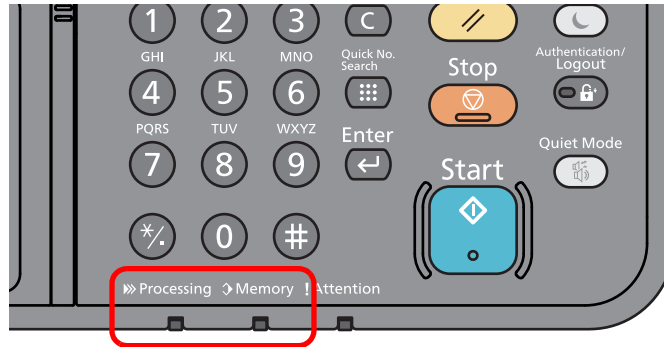 1 2 3 C
GHI JKL MNO Quick No.
Search
Stop
Authentication/
Logout
4 5 6
PQRS TUV WXYZ
Enter
Quiet Mode
7 8 9
Start
*/. 0 #
Processing Memory ! Attention